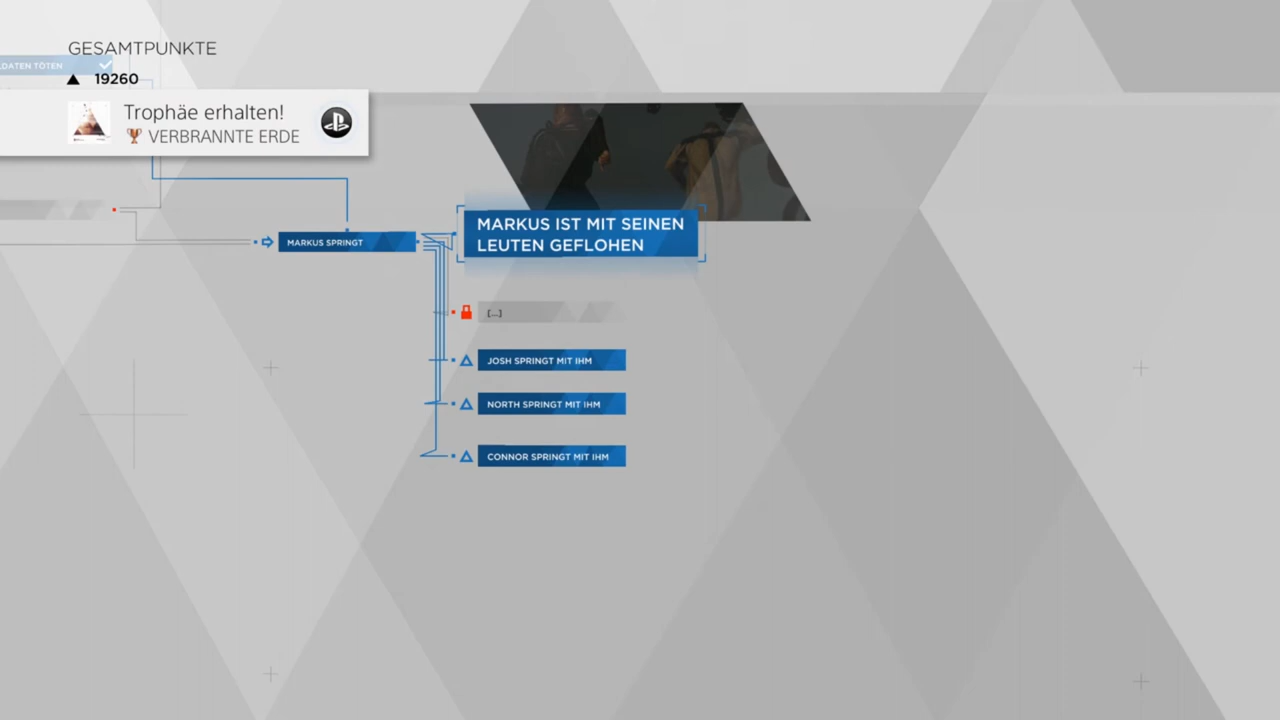 GESAMTPUNKTE
LDATEN TÖTEN
19260
Trophäe erhalten!
VERBRANNTE ERDE
MARKUS SPRINGT
MARKUS IST MIT SEINEN
LEUTEN GEFLOHEN
[...]
JOSH SPRINGT MIT IHM
NORTH SPRINGT MIT IHM
CONNOR SPRINGT MIT IHM